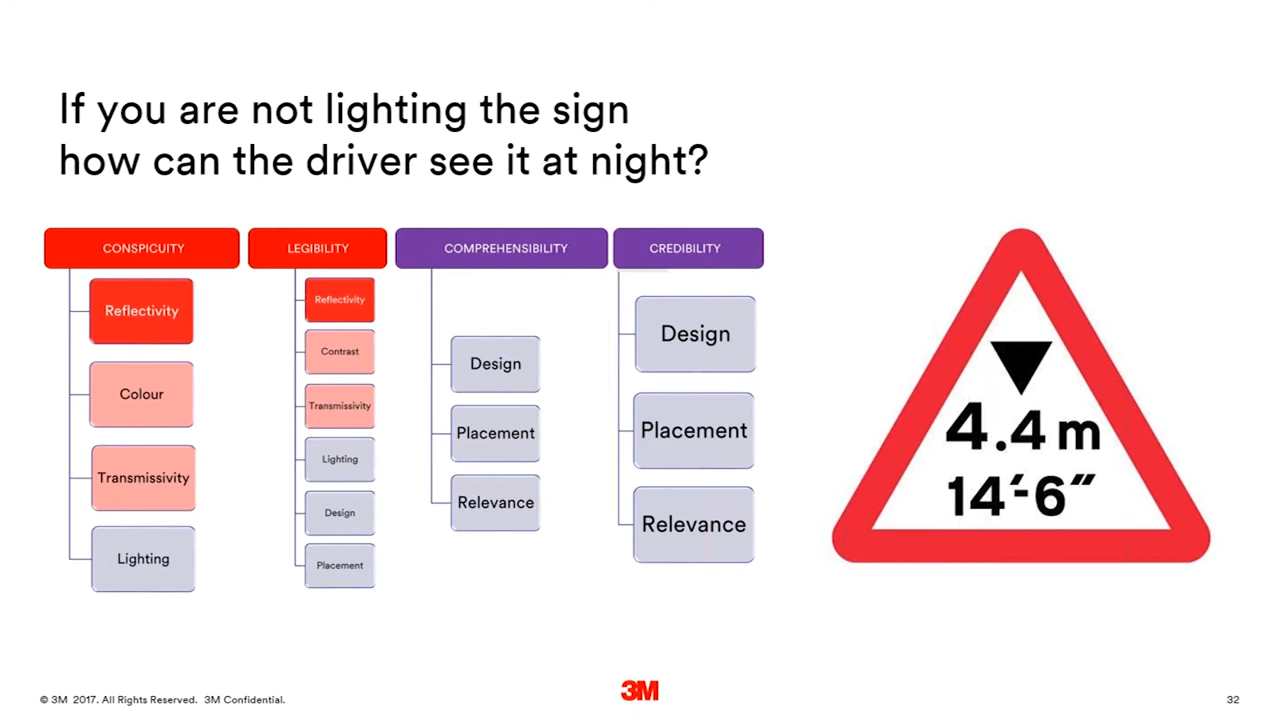 If you are not lighting the sign
how can the driver see it at night?
CONSPICUITY
Reflectivity
Colour
Transmissivity
Lighting
LEGIBILITY
Reflectivity
Contrast
Transmissivity
Lighting
Design
Placement
COMPREHENSIBILITY
Design
Placement
Relevance
CREDIBILITY
Design
Placement
Relevance
4.4 m
14′-6″
© 3M 2017. All Rights Reserved. 3M Confidential.
3M
32